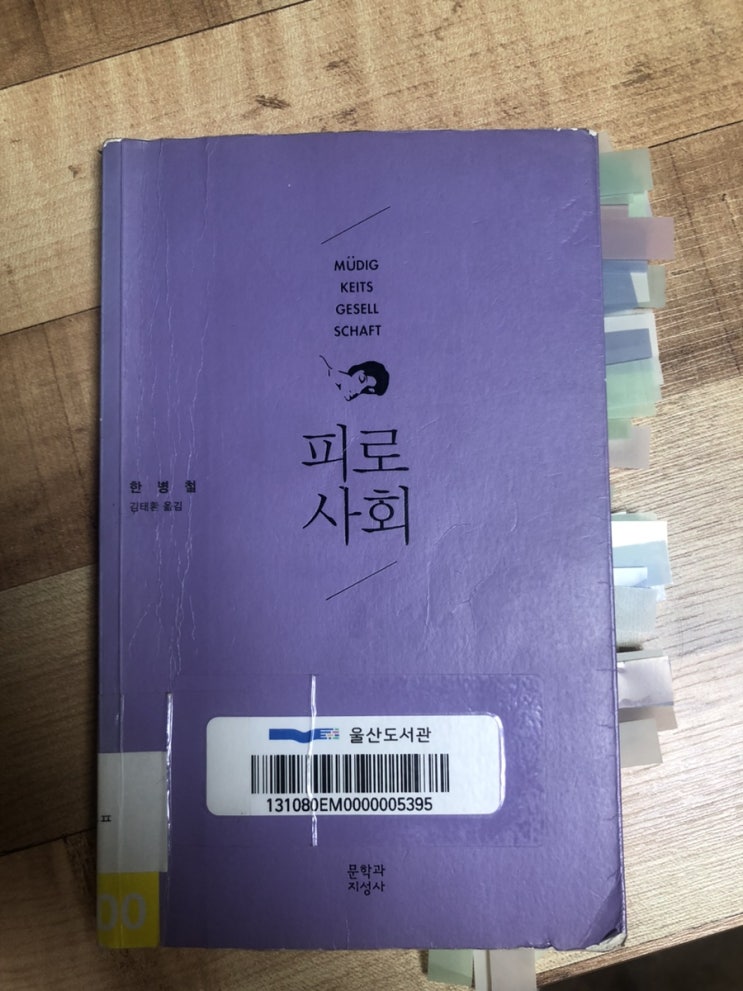 MÜDIG
KEITS
GESELL
SCHAFT
피로
사회
한 병 철
김태환 옮김
울산도서관
131080EM0000005395
ㅍ
00
문학과
지성사